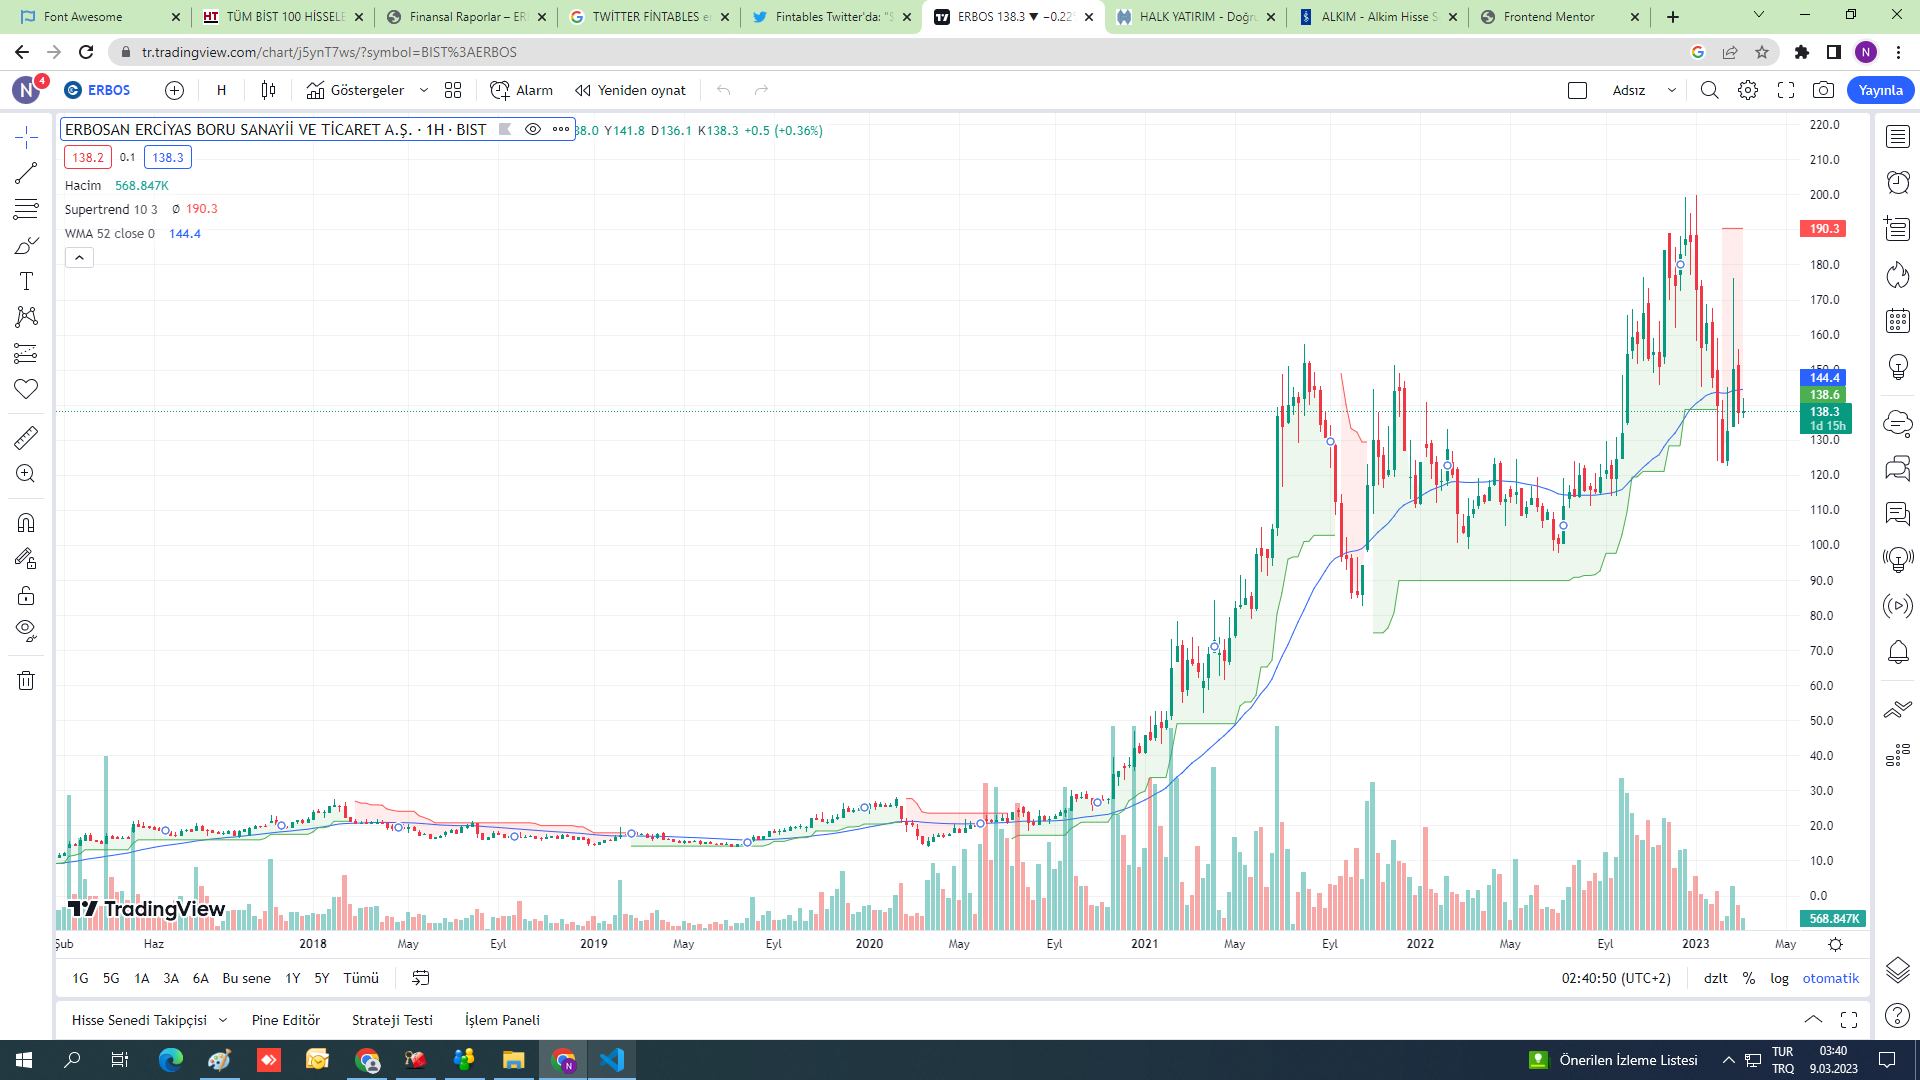 Font Awesome
TÜM BİST 100 HİSSELE
Finansal Raporlar – ER
TWİTTER FİNTABLES
Fintables Twitter'da: "
ERBOS 138.3 ▼ −0.22
HALK YATIRIM - Doğru
ALKIM - Alkim Hisse S
Frontend Mentor
tr.tradingview.com/chart/j5ynT7ws/?symbol=BIST%3AERBOS
N
N
4
ERBOS
H
Göstergeler
Alarm
Yeniden oynat
Adsız
Yayınla
ERBOSAN ERCİYAS BORU SANAYİİ VE TİCARET A.Ş. · 1H · BIST
38.0 Y141.8 D136.1 K138.3 +0.5 (+0.36%)
138.2 0.1 138.3
Hacim 568.847K
Supertrend 10 3 Ø 190.3
WMA 52 close 0 144.4
220.0
210.0
200.0
190.3
180.0
170.0
160.0
144.4
138.6
138.3
1d 15h
130.0
120.0
110.0
100.0
90.0
80.0
70.0
60.0
50.0
40.0
30.0
20.0
10.0
0.0
568.847K
TradingView
Şub Haz 2018 May Eyl 2019 May Eyl 2020 May Eyl 2021 May Eyl 2022 May Eyl 2023 May
1G 5G 1A 3A 6A Bu sene 1Y 5Y Tümü
02:40:50 (UTC+2) dzlt % log otomatik
Hisse Senedi Takipçisi Pine Editör Strateji Testi İşlem Paneli
Önerilen İzleme Listesi
TUR
TRQ
03:40
9.03.2023